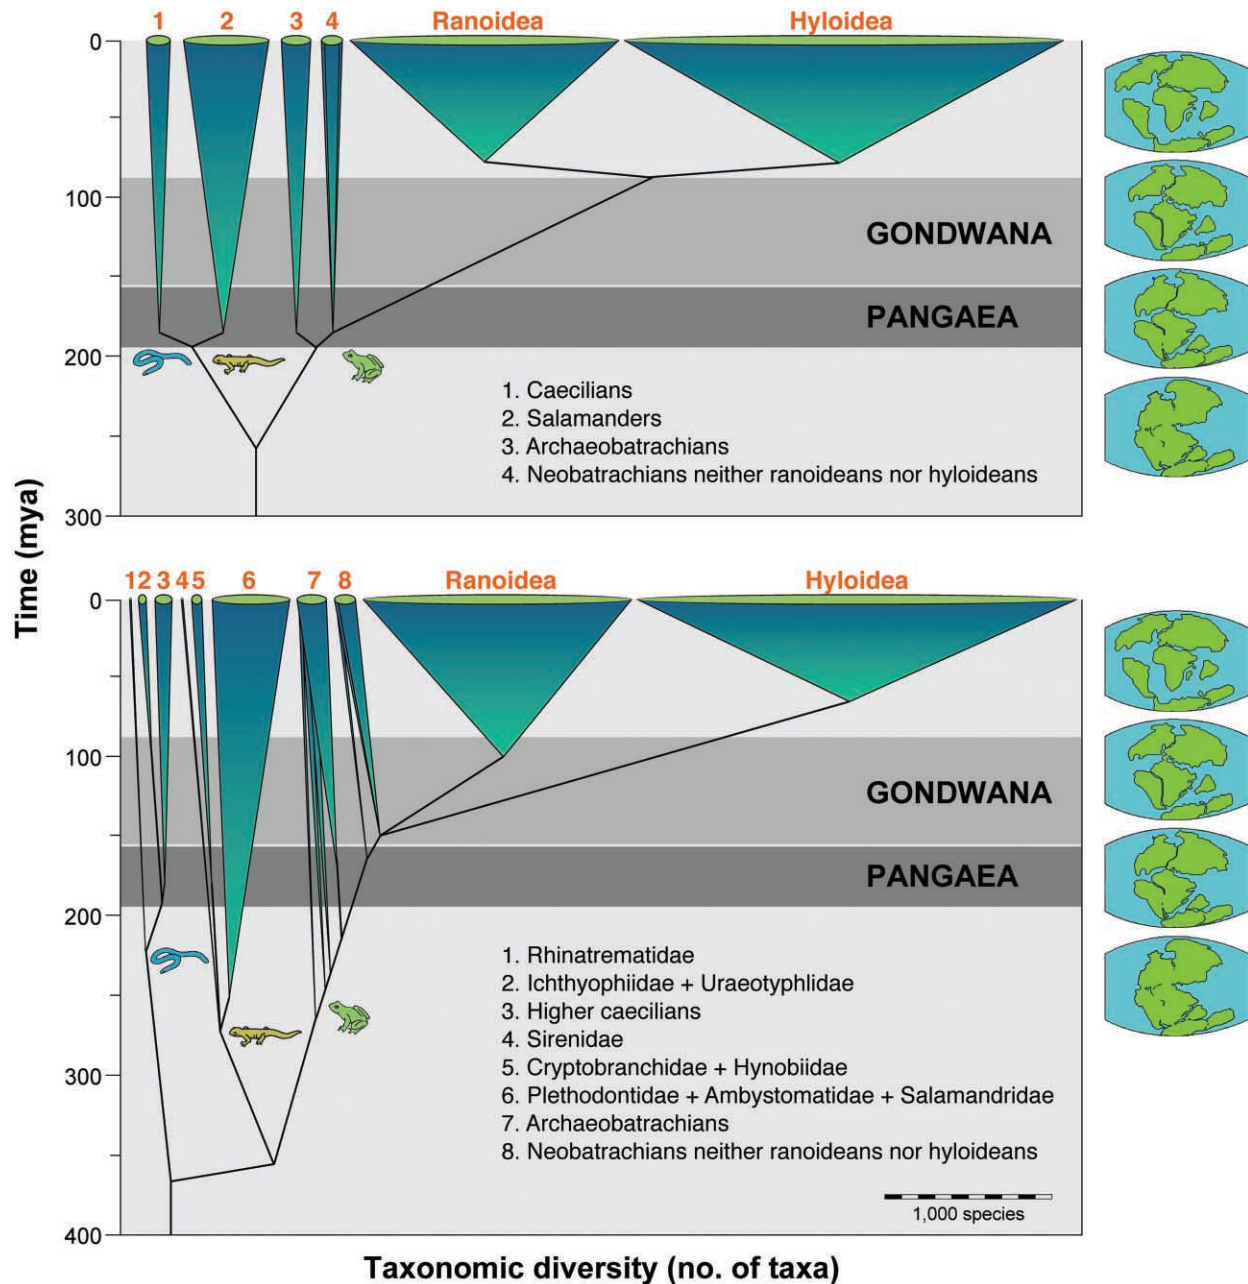 1 2 3 4 Ranoidea Hyloidea
0
100
200
300
GONDWANA
PANGAEA
1. Caecilians
2. Salamanders
3. Archaeobatrachians
4. Neobatrachians neither ranoideans nor hyloideans
Time (mya)
1 2 3 4 5 6 7 8 Ranoidea Hyloidea
0
100
200
300
400
GONDWANA
PANGAEA
1. Rhinatrematidae
2. Ichthyophiidae + Uraeotyphlidae
3. Higher caecilians
4. Sirenidae
5. Cryptobranchidae + Hynobiidae
6. Plethodontidae + Ambystomatidae + Salamandridae
7. Archaeobatrachians
8. Neobatrachians neither ranoideans nor hyloideans
1,000 species
Taxonomic diversity (no. of taxa)